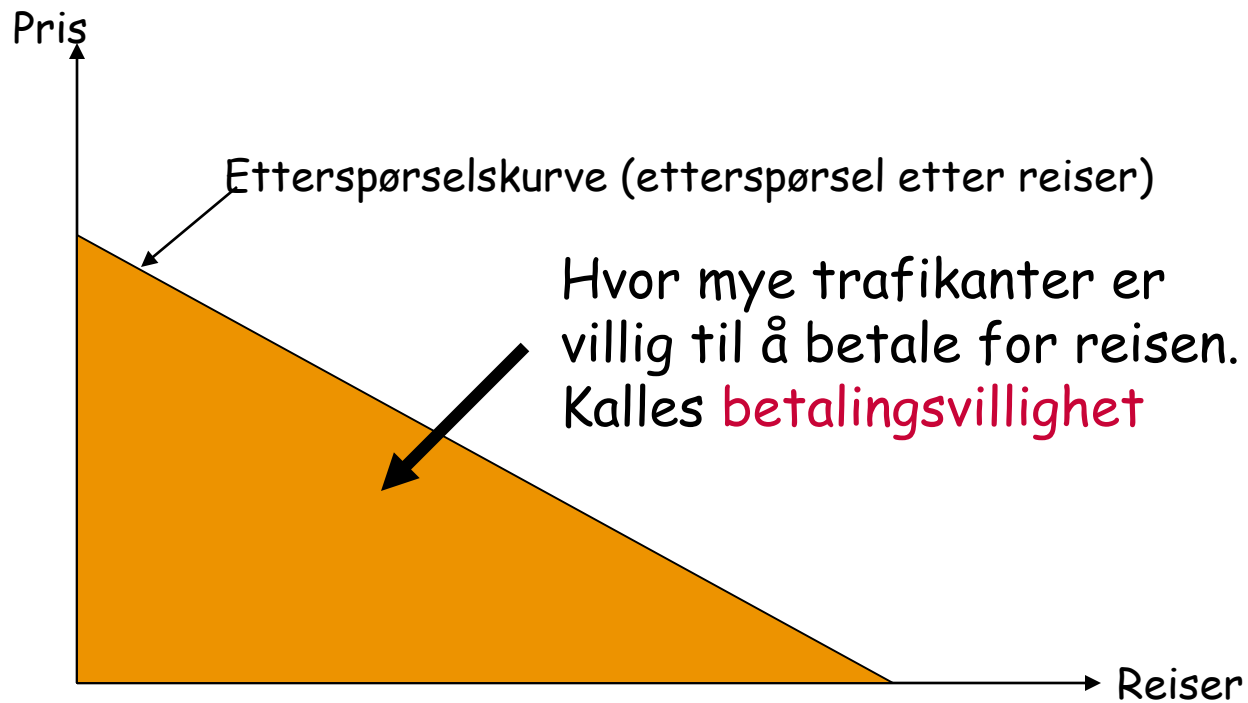 Pris
Etterspørselskurve (etterspørsel etter reiser)
Hvor mye trafikanter er
villig til å betale for reisen.
Kalles betalingsvillighet
Reiser